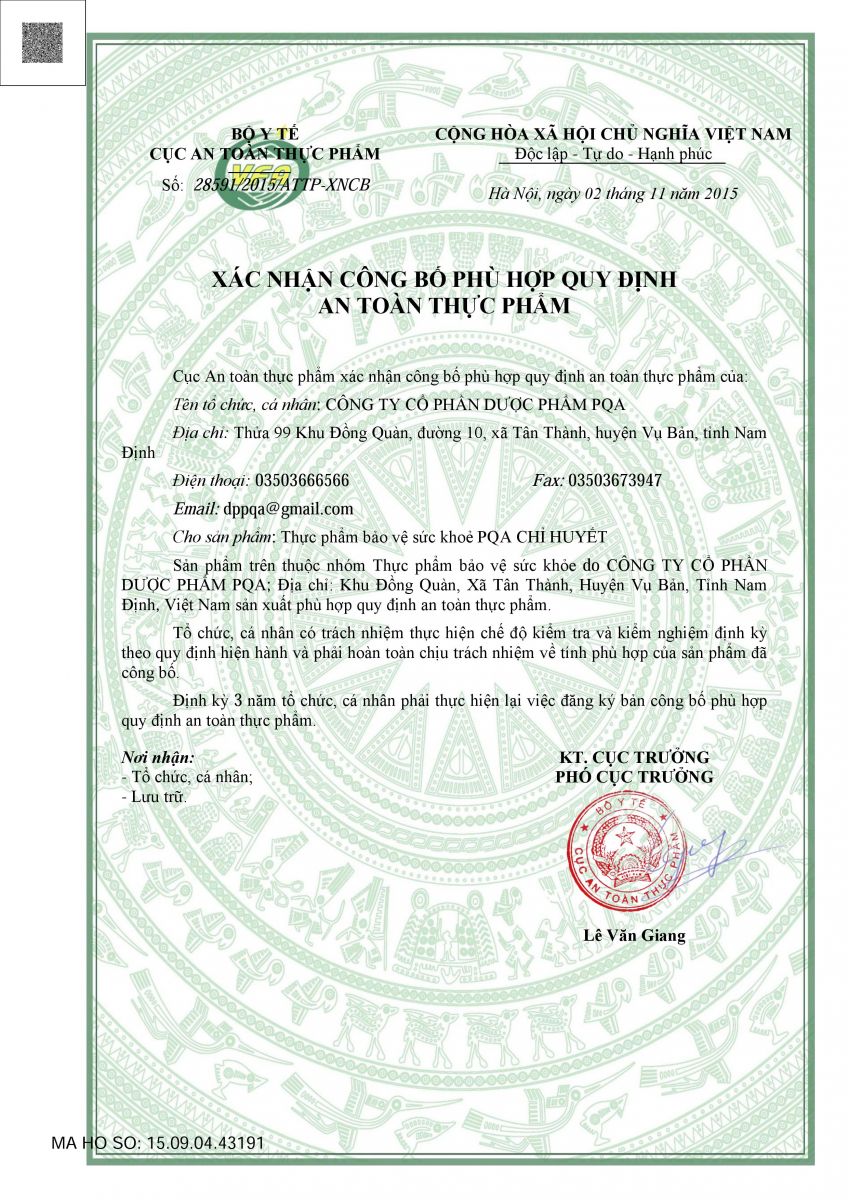 BỘ Y TẾ
CỤC AN TOÀN THỰC PHẨM
VFA
Số: 28591/2015/ATTP-XNCB
CỘNG HÒA XÃ HỘI CHỦ NGHĨA VIỆT NAM
Độc lập - Tự do - Hạnh phúc
Hà Nội, ngày 02 tháng 11 năm 2015
XÁC NHẬN CÔNG BỐ PHÙ HỢP QUY ĐỊNH
AN TOÀN THỰC PHẨM
Cục An toàn thực phẩm xác nhận công bố phù hợp quy định an toàn thực phẩm của:
Tên tổ chức, cá nhân: CÔNG TY CỔ PHẦN DƯỢC PHẨM PQA
Địa chỉ: Thửa 99 Khu Đồng Quàn, đường 10, xã Tân Thành, huyện Vụ Bản, tỉnh Nam
Định
Điện thoại: 03503666566 Fax: 03503673947
Email: dppqa@gmail.com
Cho sản phẩm: Thực phẩm bảo vệ sức khoẻ PQA CHỈ HUYẾT
Sản phẩm trên thuộc nhóm Thực phẩm bảo vệ sức khỏe do CÔNG TY CỔ PHẦN
DƯỢC PHẨM PQA; Địa chỉ: Khu Đồng Quàn, Xã Tân Thành, Huyện Vụ Bản, Tỉnh Nam
Định, Việt Nam sản xuất phù hợp quy định an toàn thực phẩm.
Tổ chức, cá nhân có trách nhiệm thực hiện chế độ kiểm tra và kiểm nghiệm định kỳ
theo quy định hiện hành và phải hoàn toàn chịu trách nhiệm về tính phù hợp của sản phẩm đã
công bố.
Định kỳ 3 năm tổ chức, cá nhân phải thực hiện lại việc đăng ký bản công bố phù hợp
quy định an toàn thực phẩm.
Nơi nhận:
- Tổ chức, cá nhân;
- Lưu trữ.
KT. CỤC TRƯỞNG
PHÓ CỤC TRƯỞNG
BỘ Y TẾ
CỤC AN TOÀN THỰC PHẨM
Lê Văn Giang
MA HO SO: 15.09.04.43191